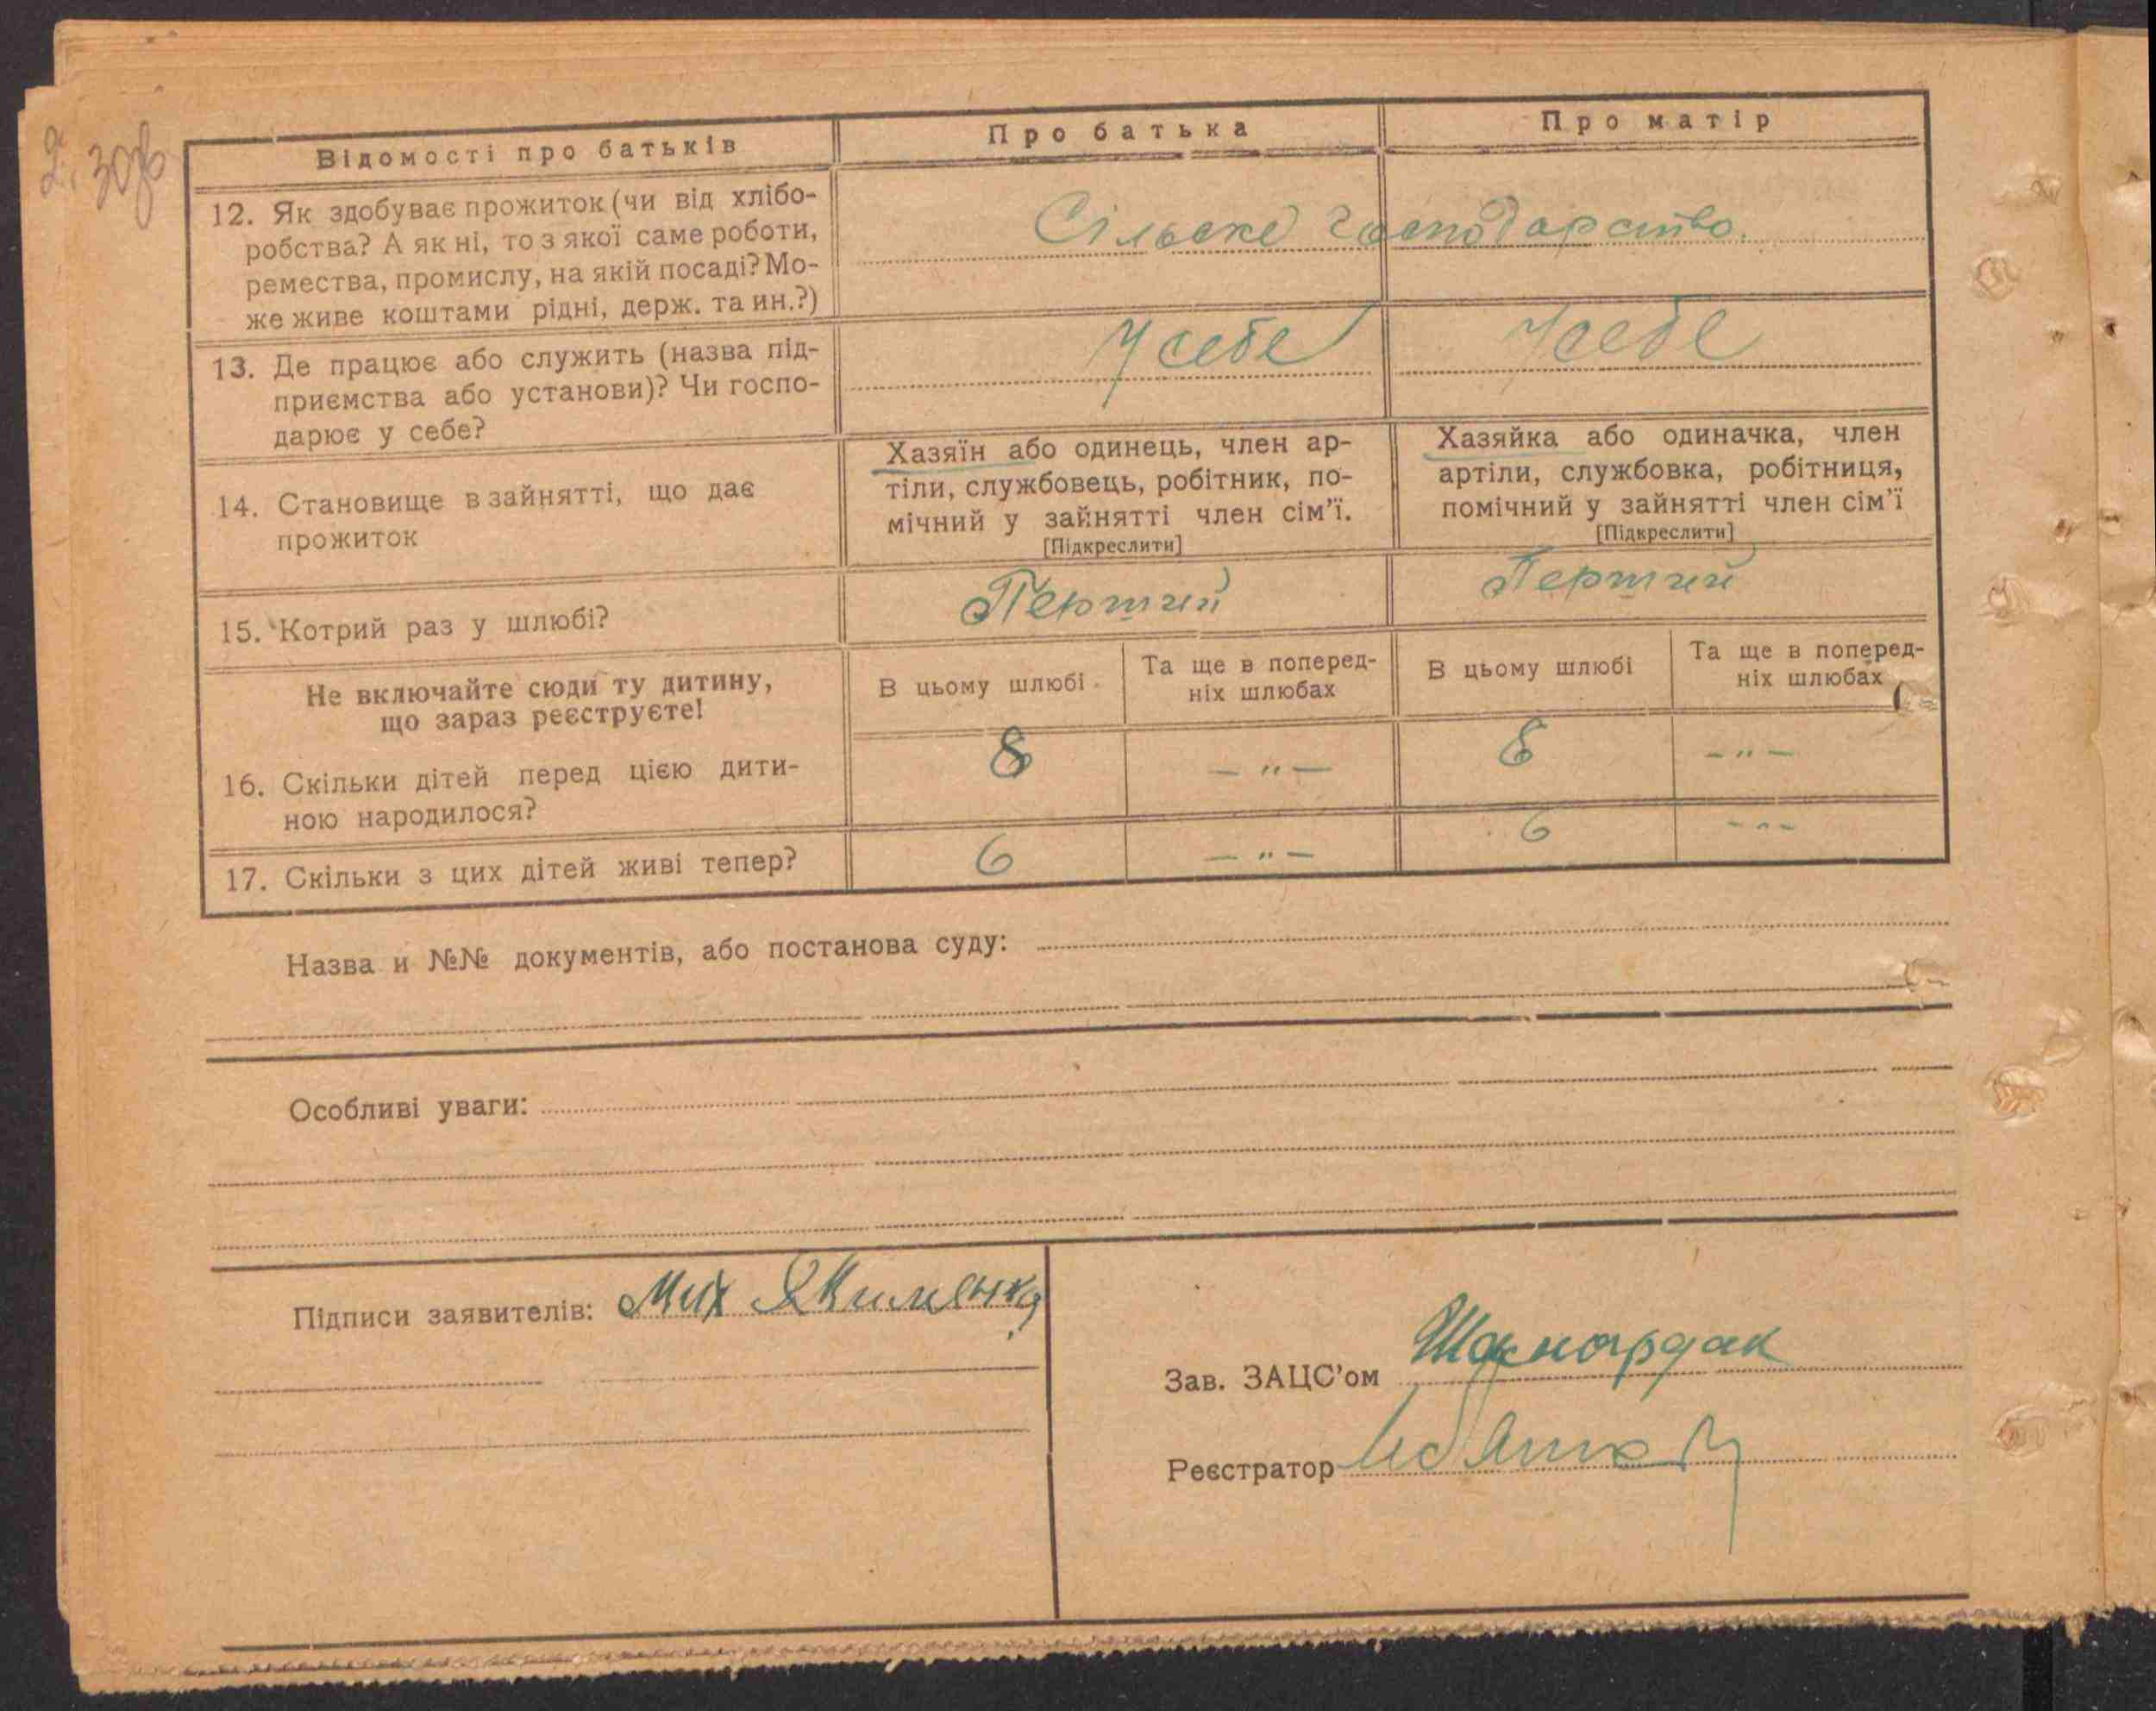 Відомості про батьків
Про батька
Про матір
12. Як здобуває прожиток (чи від хлібо-
робства? А як ні, то з якої саме роботи,
ремества, промислу, на якій посаді? Мо-
же живе коштами рідні, держ. та ин.?)
Сільске господарство.
13. Де працює або служить (назва під-
приємства або установи)? Чи госпо-
дарює у себе?
У себе
У себе
14. Становище в зайнятті, що дає
прожиток
Хазяїн або одинець, член ар-
тіли, службовець, робітник, по-
мічний у зайнятті член сім'ї.
[Підкреслити]
Хазяйка або одиначка, член
артіли, службовка, робітниця,
помічний у зайнятті член сім'ї
[Підкреслити]
15. Котрий раз у шлюбі?
Перший
Перший
Не включайте сюди ту дитину,
що зараз реєструєте!
В цьому шлюбі
Та ще в поперед-
ніх шлюбах
В цьому шлюбі
Та ще в поперед-
ніх шлюбах
16. Скільки дітей перед цією дити-
ною народилося?
8
— " —
8
— " —
17. Скільки з цих дітей живі тепер?
6
— " —
6
— " —
Назва и №№ документів, або постанова суду:
Особливі уваги:
Підписи заявителів: Мих Якименко
Зав. ЗАЦС'ом
Реєстратор